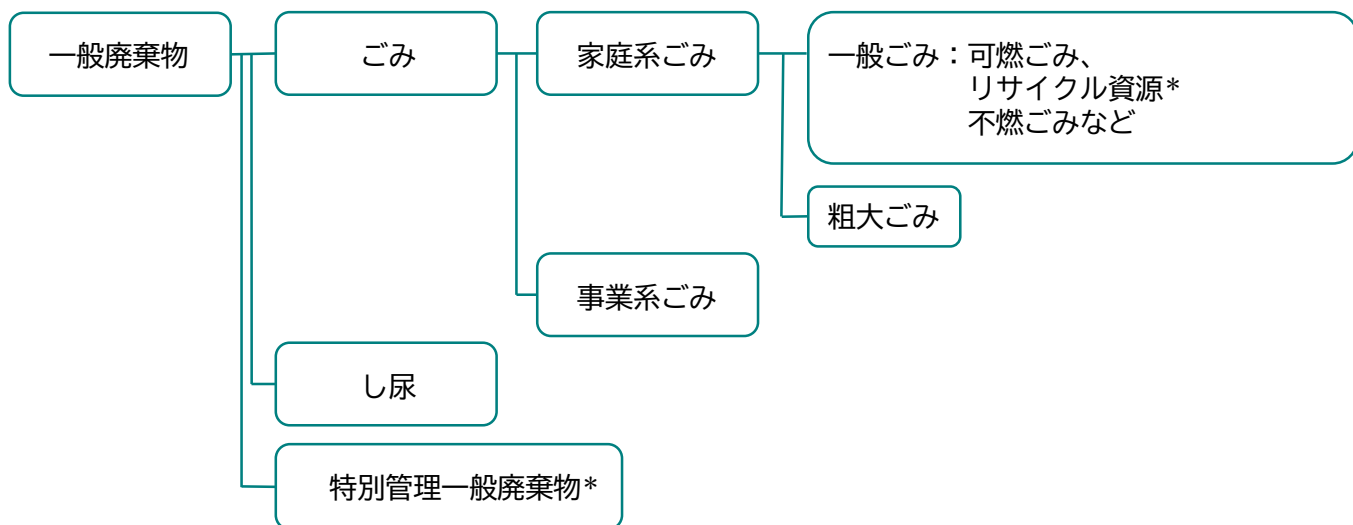 一般廃棄物
ごみ
家庭系ごみ
一般ごみ：可燃ごみ、
リサイクル資源*
不燃ごみなど
粗大ごみ
事業系ごみ
し尿
特別管理一般廃棄物*